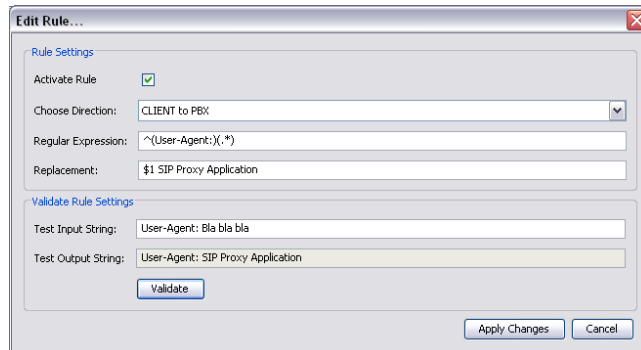 Edit Rule...
Rule Settings
Activate Rule
Choose Direction: CLIENT to PBX
Regular Expression: ^(User-Agent:)(.*)
Replacement: $1 SIP Proxy Application
Validate Rule Settings
Test Input String: User-Agent: Bla bla bla
Test Output String: User-Agent: SIP Proxy Application
Validate
Apply Changes Cancel